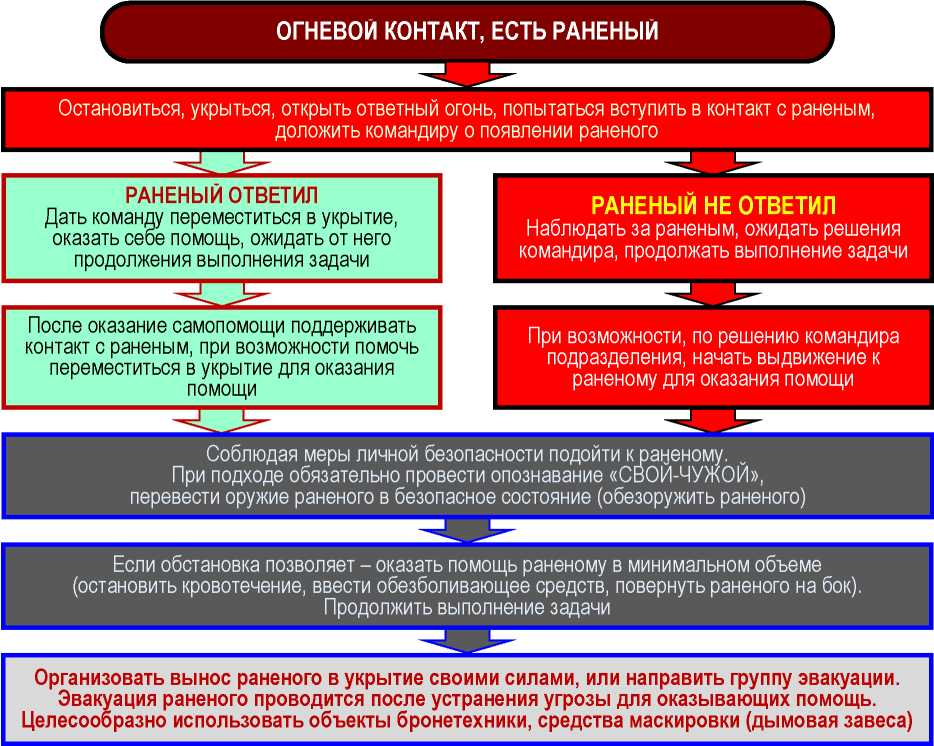 ОГНЕВОЙ КОНТАКТ, ЕСТЬ РАНЕНЫЙ
Остановиться, укрыться, открыть ответный огонь, попытаться вступить в контакт с раненым,
доложить командиру о появлении раненого
РАНЕНЫЙ ОТВЕТИЛ
Дать команду переместиться в укрытие,
оказать себе помощь, ожидать от него
продолжения выполнения задачи
РАНЕНЫЙ НЕ ОТВЕТИЛ
Наблюдать за раненым, ожидать решения
командира, продолжать выполнение задачи
После оказание самопомощи поддерживать
контакт с раненым, при возможности помочь
переместиться в укрытие для оказания
помощи
При возможности, по решению командира
подразделения, начать выдвижение к
раненому для оказания помощи
Соблюдая меры личной безопасности подойти к раненому.
При подходе обязательно провести опознавание «СВОЙ-ЧУЖОЙ»,
перевести оружие раненого в безопасное состояние (обезоружить раненого)
Если обстановка позволяет – оказать помощь раненому в минимальном объеме
(остановить кровотечение, ввести обезболивающее средств, повернуть раненого на бок).
Продолжить выполнение задачи
Организовать вынос раненого в укрытие своими силами, или направить группу эвакуации.
Эвакуация раненого проводится после устранения угрозы для оказывающих помощь.
Целесообразно использовать объекты бронетехники, средства маскировки (дымовая завеса)